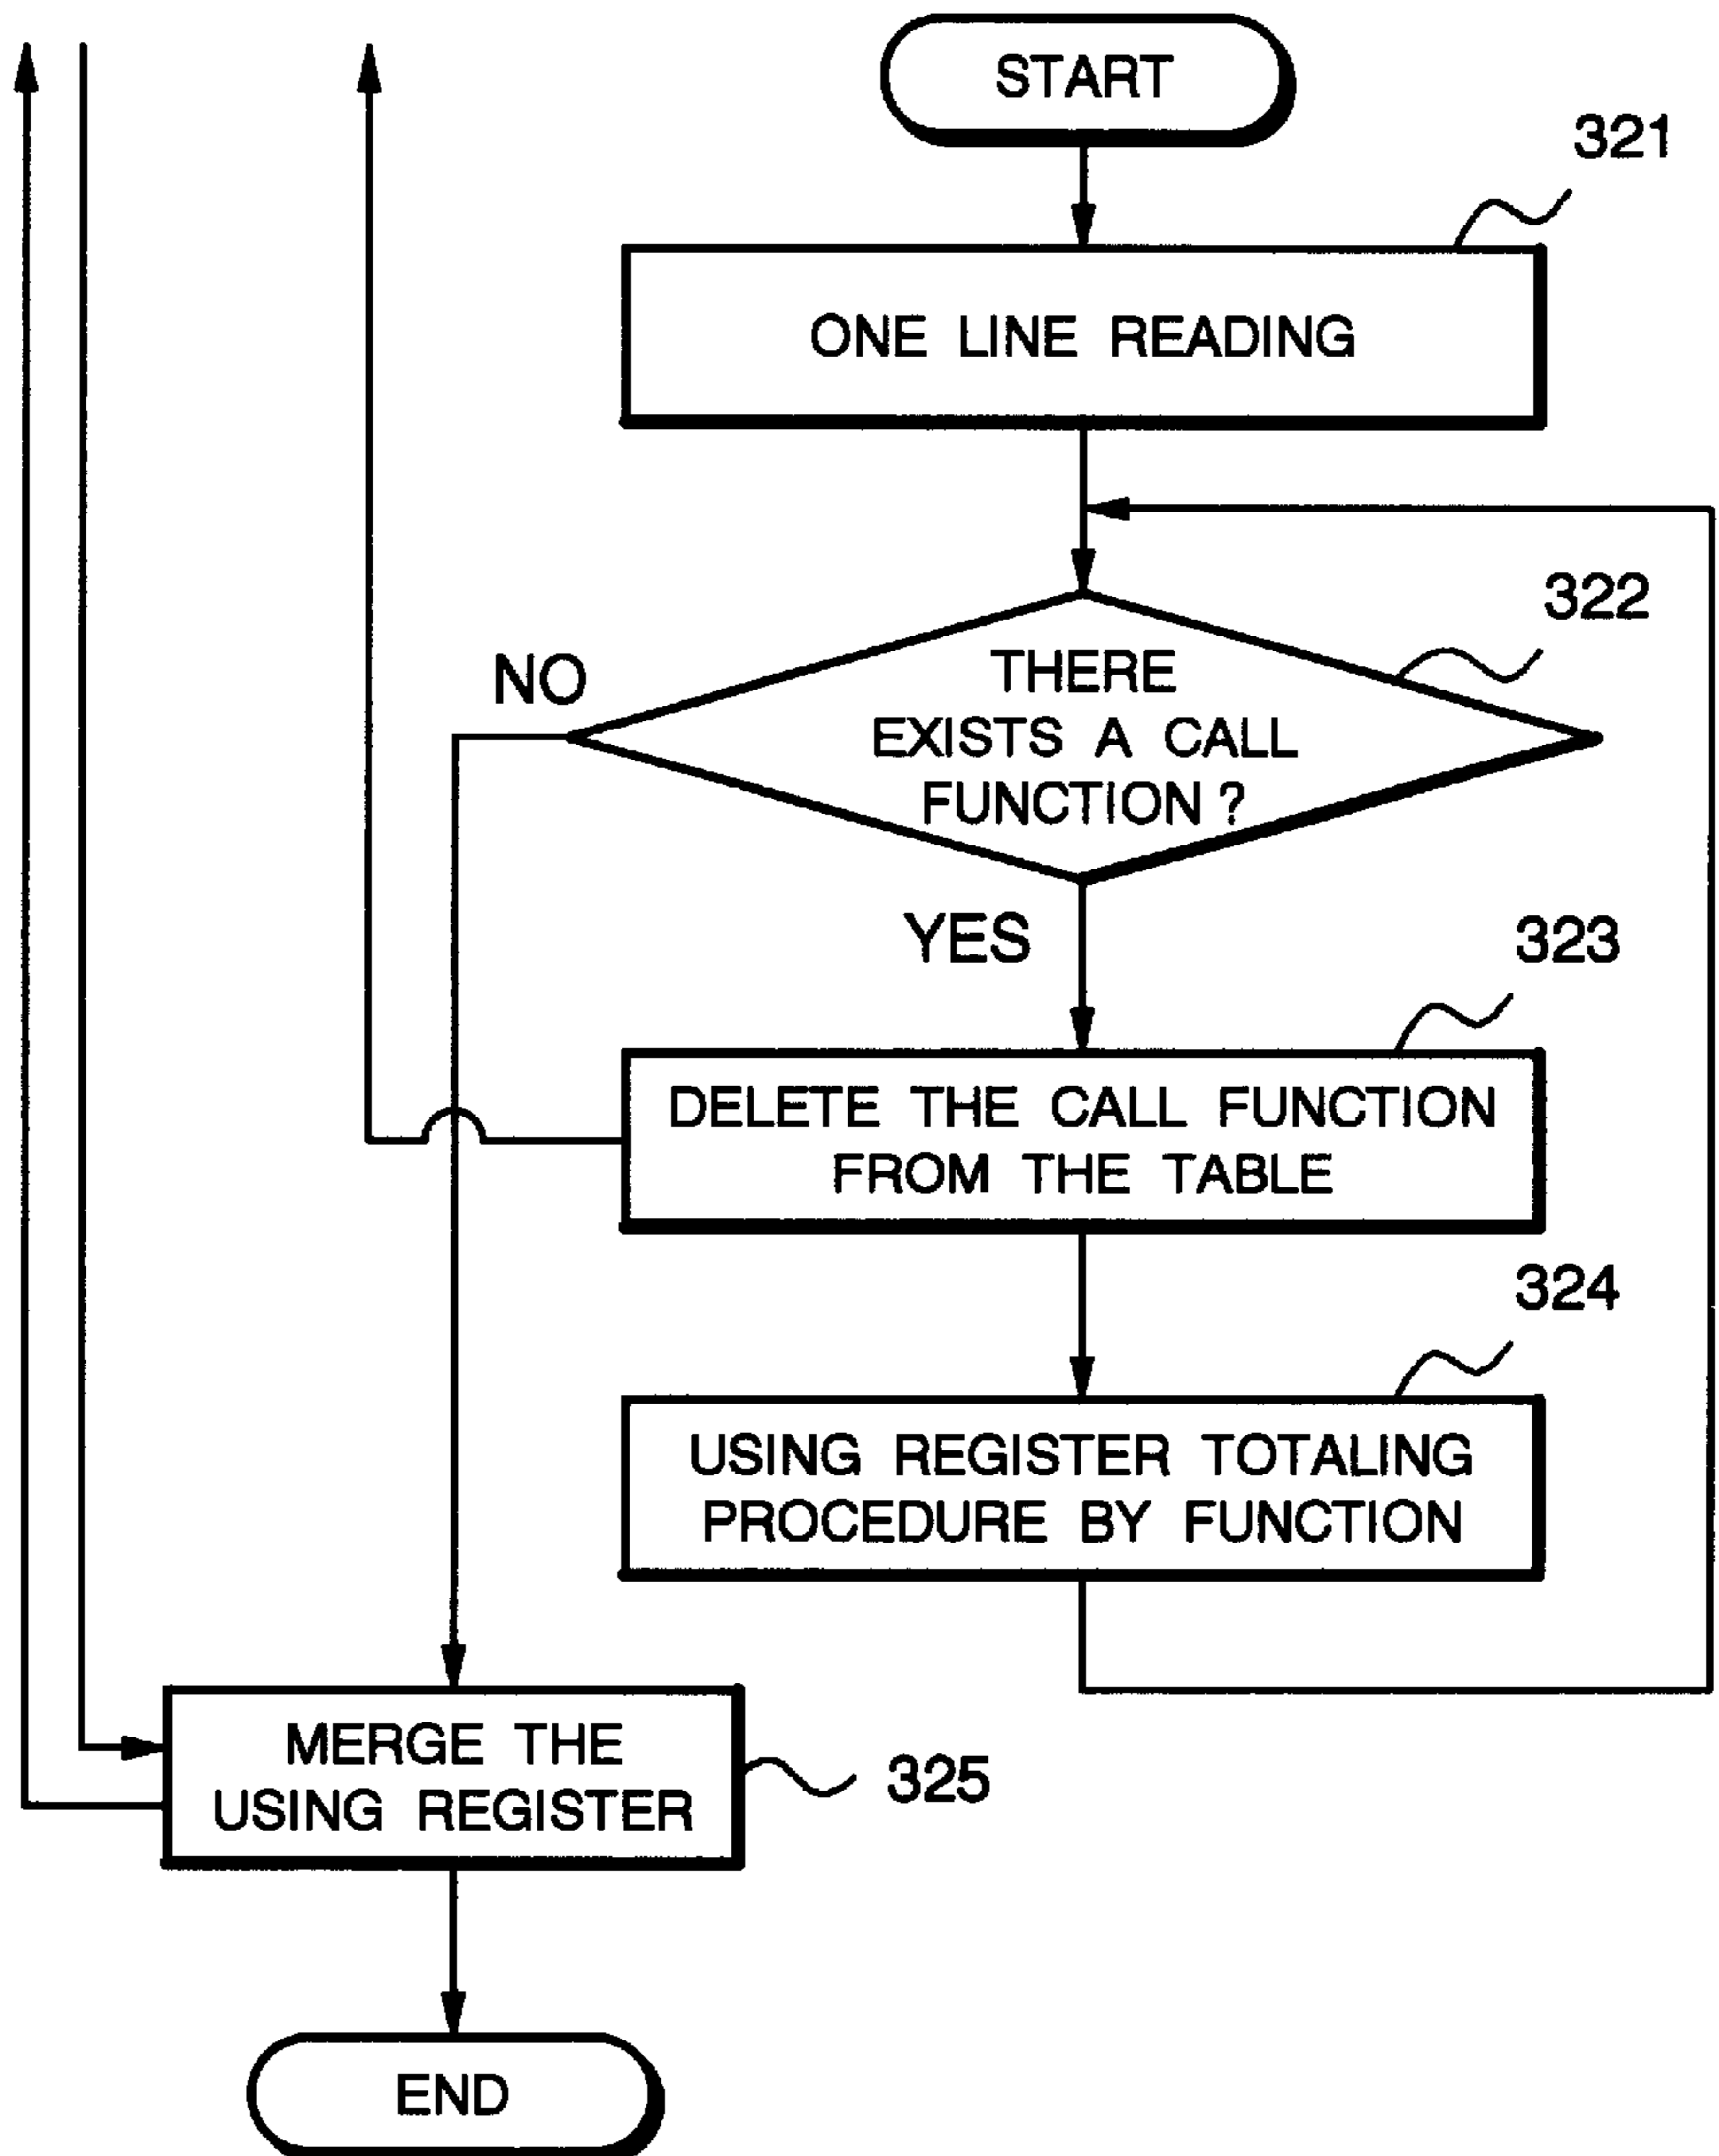 START
321
ONE LINE READING
322
NO
THERE
EXISTS A CALL
FUNCTION ?
YES
323
DELETE THE CALL FUNCTION
FROM THE TABLE
324
USING REGISTER TOTALING
PROCEDURE BY FUNCTION
MERGE THE
USING REGISTER
325
END